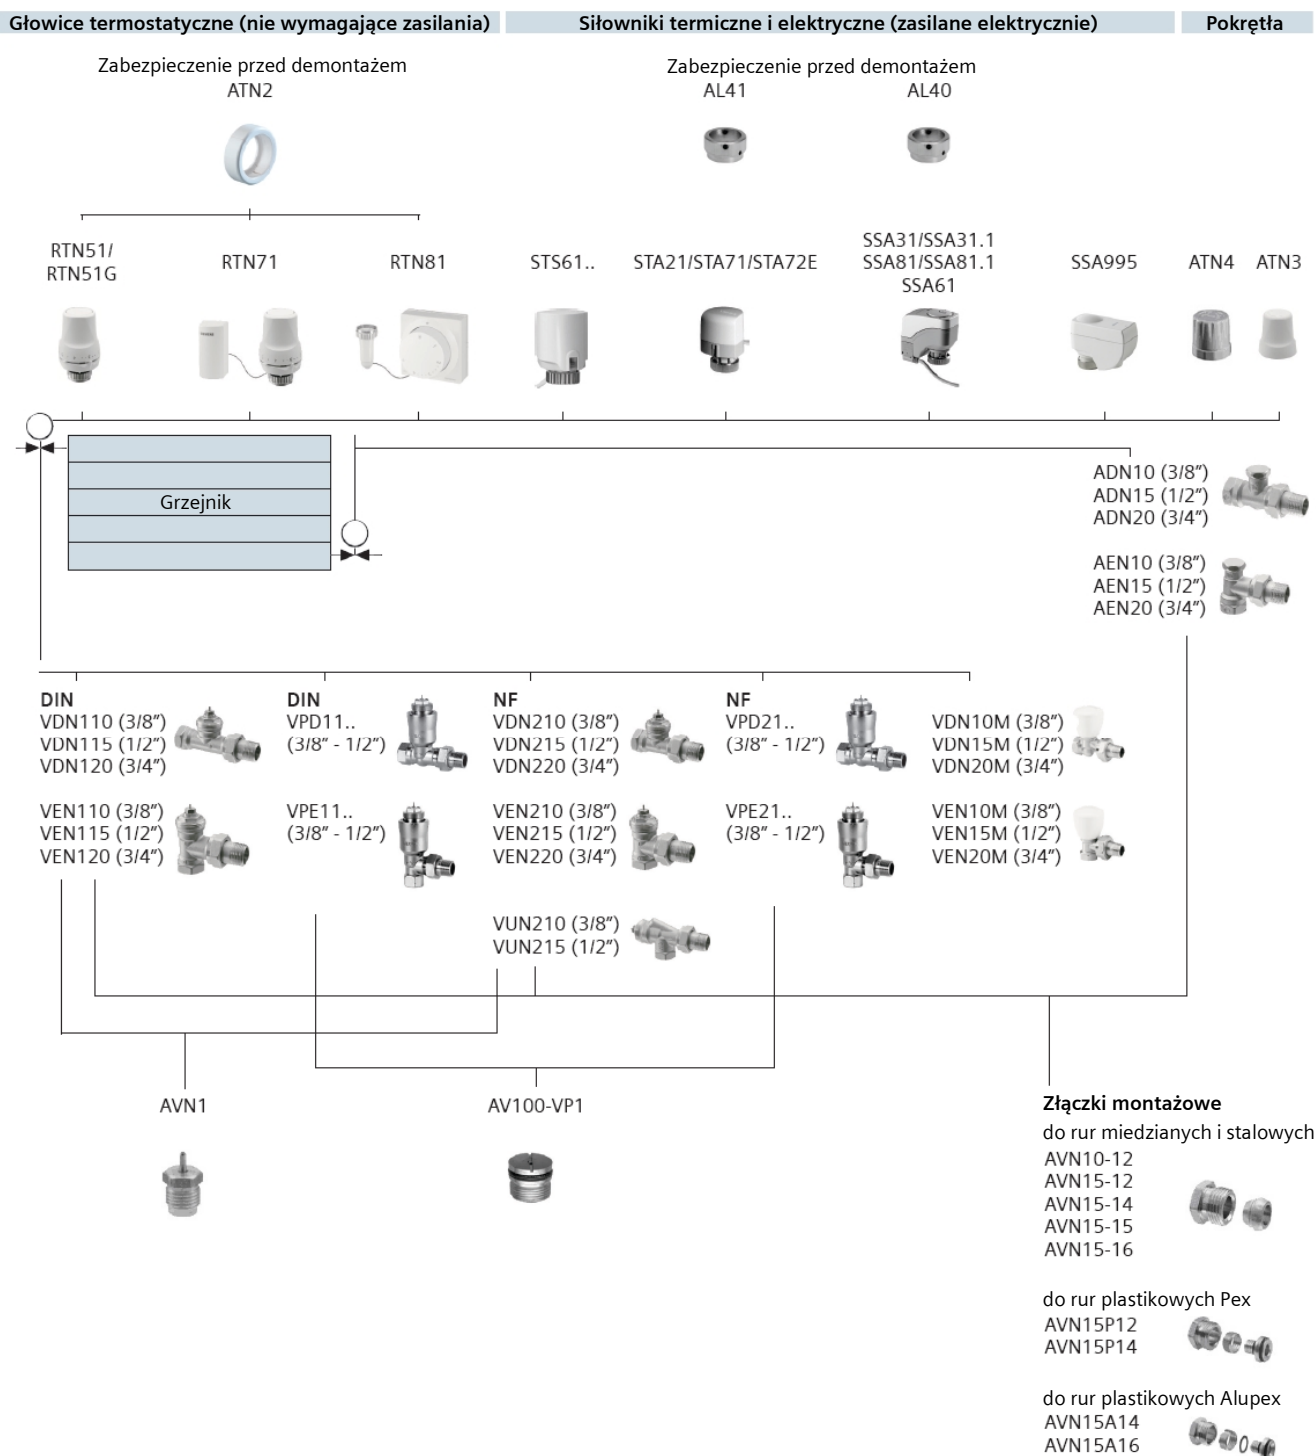 Głowice termostatyczne (nie wymagające zasilania)
Siłowniki termiczne i elektryczne (zasilane elektrycznie)
Pokrętła
Zabezpieczenie przed demontażem
ATN2
Zabezpieczenie przed demontażem
AL41
AL40
RTN51/
RTN51G
RTN71
RTN81
STS61..
STA21/STA71/STA72E
SSA31/SSA31.1
SSA81/SSA81.1
SSA61
SSA995
ATN4
ATN3
Grzejnik
ADN10 (3/8”)
ADN15 (1/2”)
ADN20 (3/4”)
AEN10 (3/8”)
AEN15 (1/2”)
AEN20 (3/4”)
DIN
VDN110 (3/8”)
VDN115 (1/2”)
VDN120 (3/4”)
VEN110 (3/8”)
VEN115 (1/2”)
VEN120 (3/4”)
DIN
VPD11..
(3/8” - 1/2”)
VPE11..
(3/8” - 1/2”)
NF
VDN210 (3/8”)
VDN215 (1/2”)
VDN220 (3/4”)
VEN210 (3/8”)
VEN215 (1/2”)
VEN220 (3/4”)
VUN210 (3/8”)
VUN215 (1/2”)
NF
VPD21..
(3/8” - 1/2”)
VPE21..
(3/8” - 1/2”)
VDN10M (3/8”)
VDN15M (1/2”)
VDN20M (3/4”)
VEN10M (3/8”)
VEN15M (1/2”)
VEN20M (3/4”)
AVN1
AV100-VP1
Złączki montażowe
do rur miedzianych i stalowych
AVN10-12
AVN15-12
AVN15-14
AVN15-15
AVN15-16
do rur plastikowych Pex
AVN15P12
AVN15P14
do rur plastikowych Alupex
AVN15A14
AVN15A16